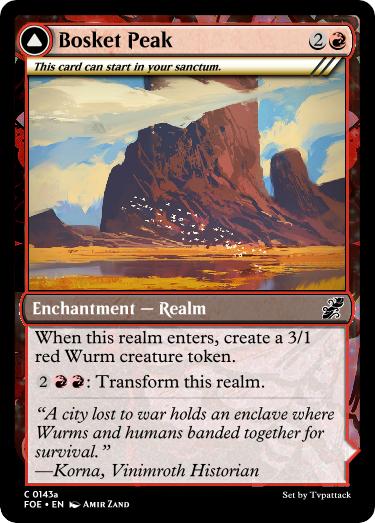 Bosket Peak 2
This card can start in your sanctum.
Enchantment — Realm
When this realm enters, create a 3/1
red Wurm creature token.
2: Transform this realm.
“A city lost to war holds an enclave where
Wurms and humans banded together for
survival.”
—Korna, Vinimroth Historian
C 0143a
FOE • EN Amir Zand
Set by Tvpattack